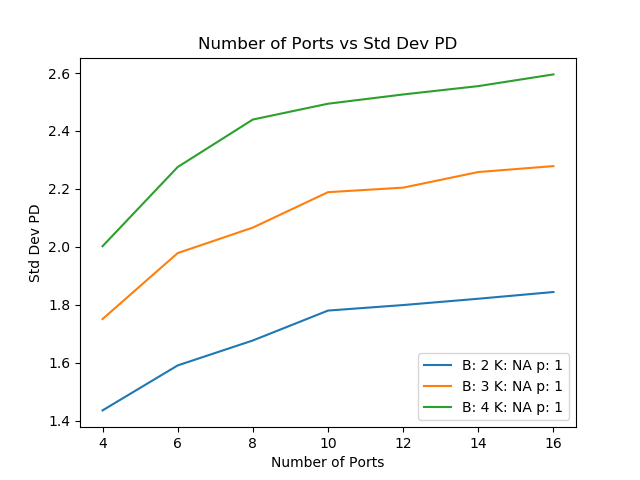 Number of Ports vs Std Dev PD
Std Dev PD
2.6
2.4
2.2
2.0
1.8
1.6
1.4
4 6 8 10 12 14 16
Number of Ports
B: 2 K: NA p: 1
B: 3 K: NA p: 1
B: 4 K: NA p: 1